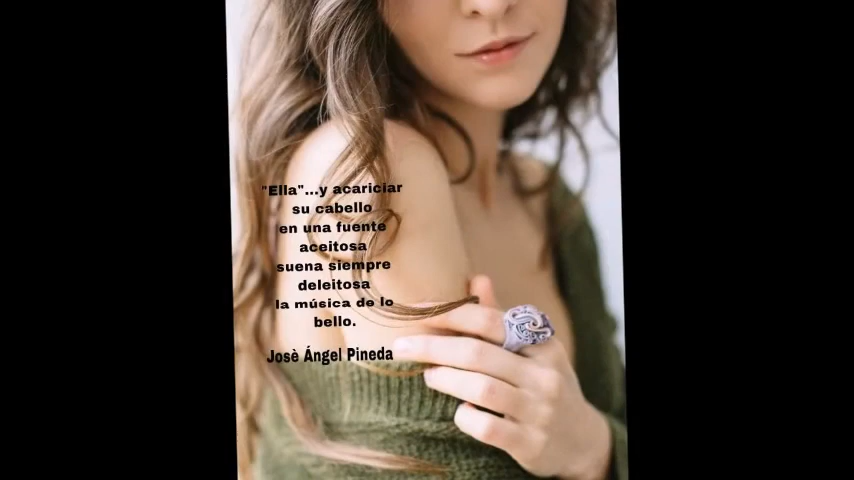 "Ella"...y acariciar
su cabello
en una fuente
aceitosa
suena siempre
deleitosa
la música de lo
bello.
Josè Ángel Pineda